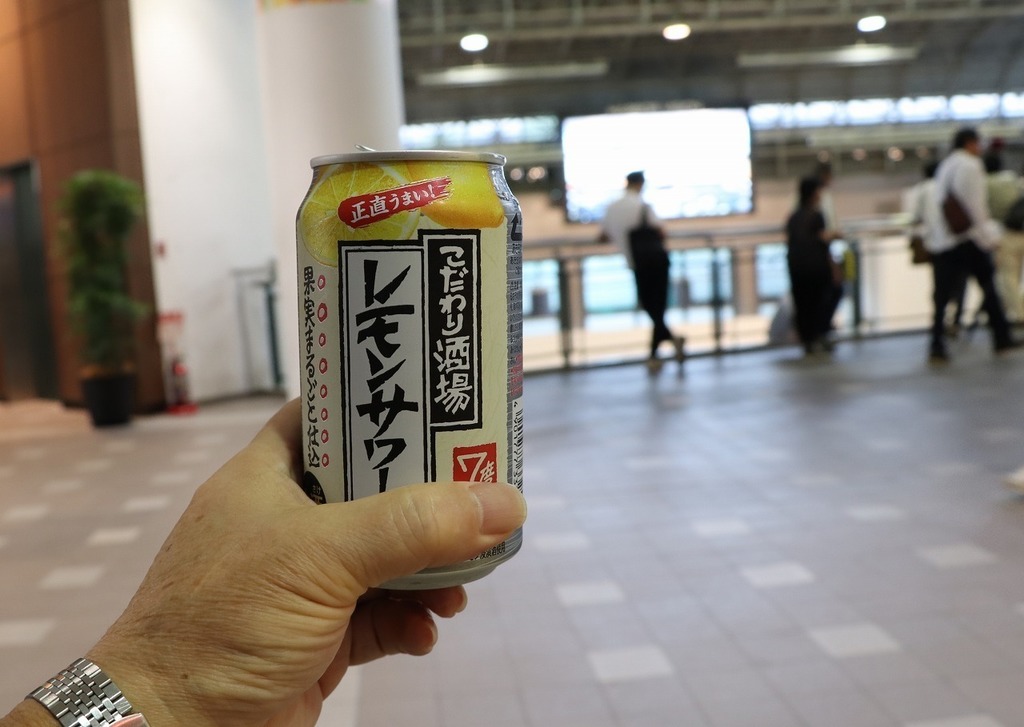 正直うまい!
こだわり酒場
レモンサワー
果実まるごと仕込
7度